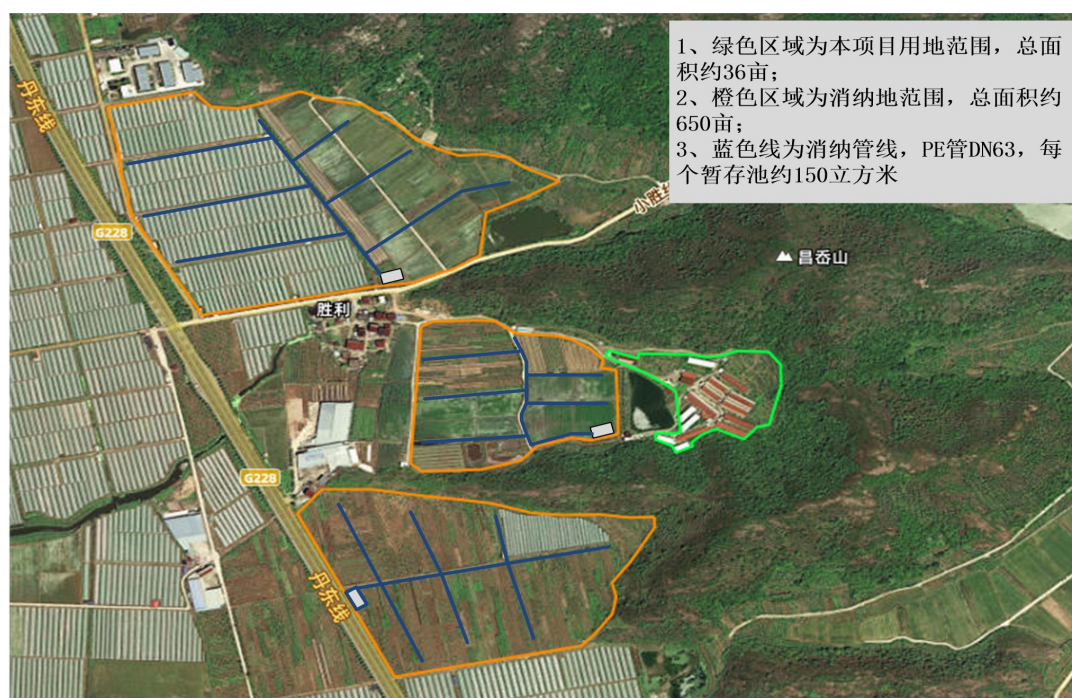 1、绿色区域为本项目用地范围，总面
积约36亩；
2、橙色区域为消纳地范围，总面积约
650亩；
3、蓝色线为消纳管线，PE管DN63，每
个暂存池约150立方米
丹东线
G228
小胜
昌岙山
胜利
G228
丹东线